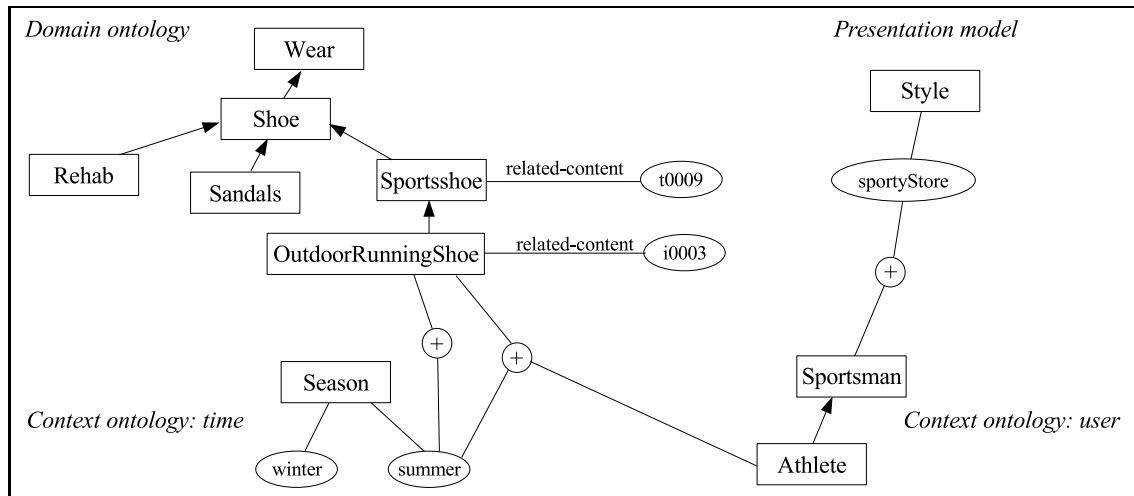 Domain ontology
Presentation model
Wear
Style
Shoe
Rehab
Sandals
Sportsshoe
related-content
t0009
sportyStore
OutdoorRunningShoe
related-content
i0003
+
+
+
Season
Sportsman
Context ontology: time
Context ontology: user
winter
summer
Athlete